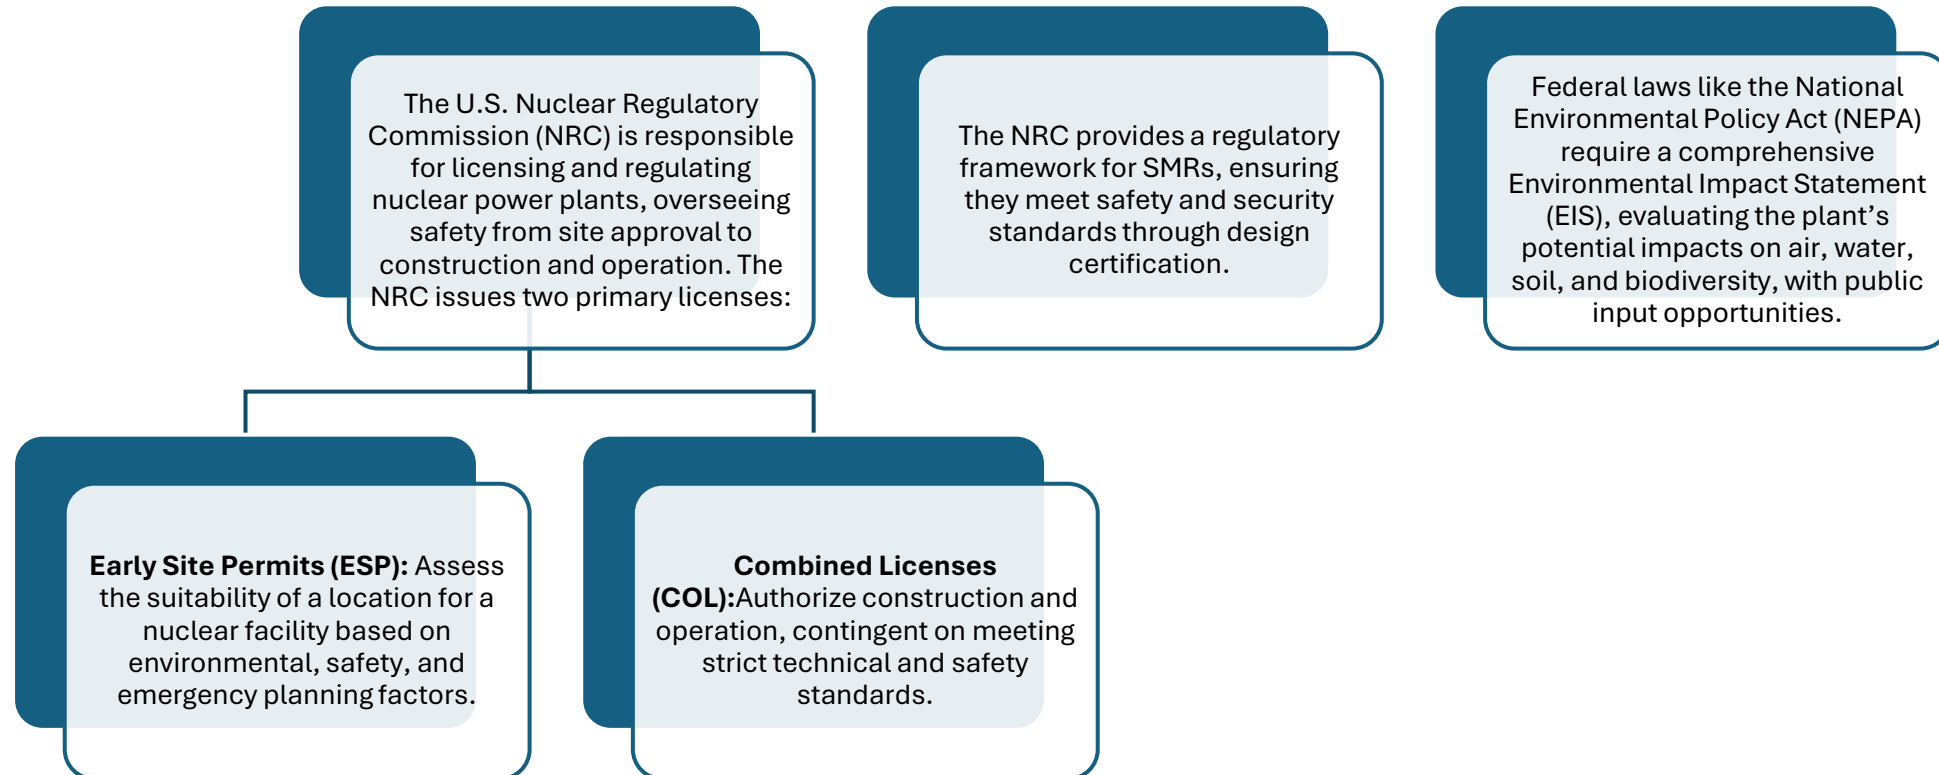 The U.S. Nuclear Regulatory
Commission (NRC) is responsible
for licensing and regulating
nuclear power plants, overseeing
safety from site approval to
construction and operation. The
NRC issues two primary licenses:
The NRC provides a regulatory
framework for SMRs, ensuring
they meet safety and security
standards through design
certification.
Federal laws like the National
Environmental Policy Act (NEPA)
require a comprehensive
Environmental Impact Statement
(EIS), evaluating the plant’s
potential impacts on air, water,
soil, and biodiversity, with public
input opportunities.
Early Site Permits (ESP): Assess
the suitability of a location for a
nuclear facility based on
environmental, safety, and
emergency planning factors.
Combined Licenses
(COL):Authorize construction and
operation, contingent on meeting
strict technical and safety
standards.